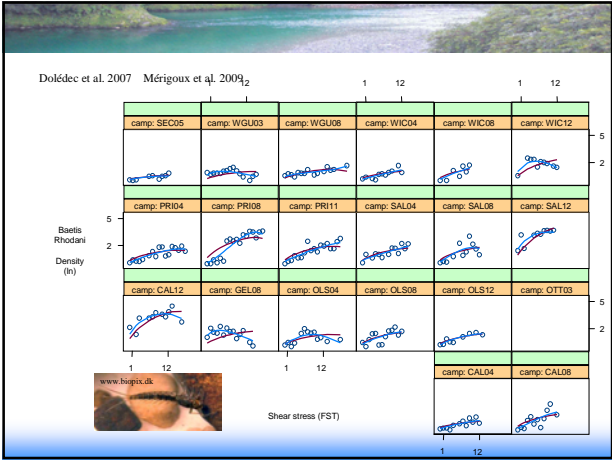 Dolédec et al. 2007 Mérigoux et al. 2009
1 12 1 12
camp: SEC05 camp: WGU03 camp: WGU08 camp: WIC04 camp: WIC08 camp: WIC12
5
2
camp: PRI04 camp: PRI08 camp: PRI11 camp: SAL04 camp: SAL08 camp: SAL12
5
2
Baetis
Rhodani
Density
(ln)
camp: CAL12 camp: GEL08 camp: OLS04 camp: OLS08 camp: OLS12 camp: OTT03
5
2
1 12 1 12
camp: CAL04 camp: CAL08
www.biopix.dk
Shear stress (FST)
1 12